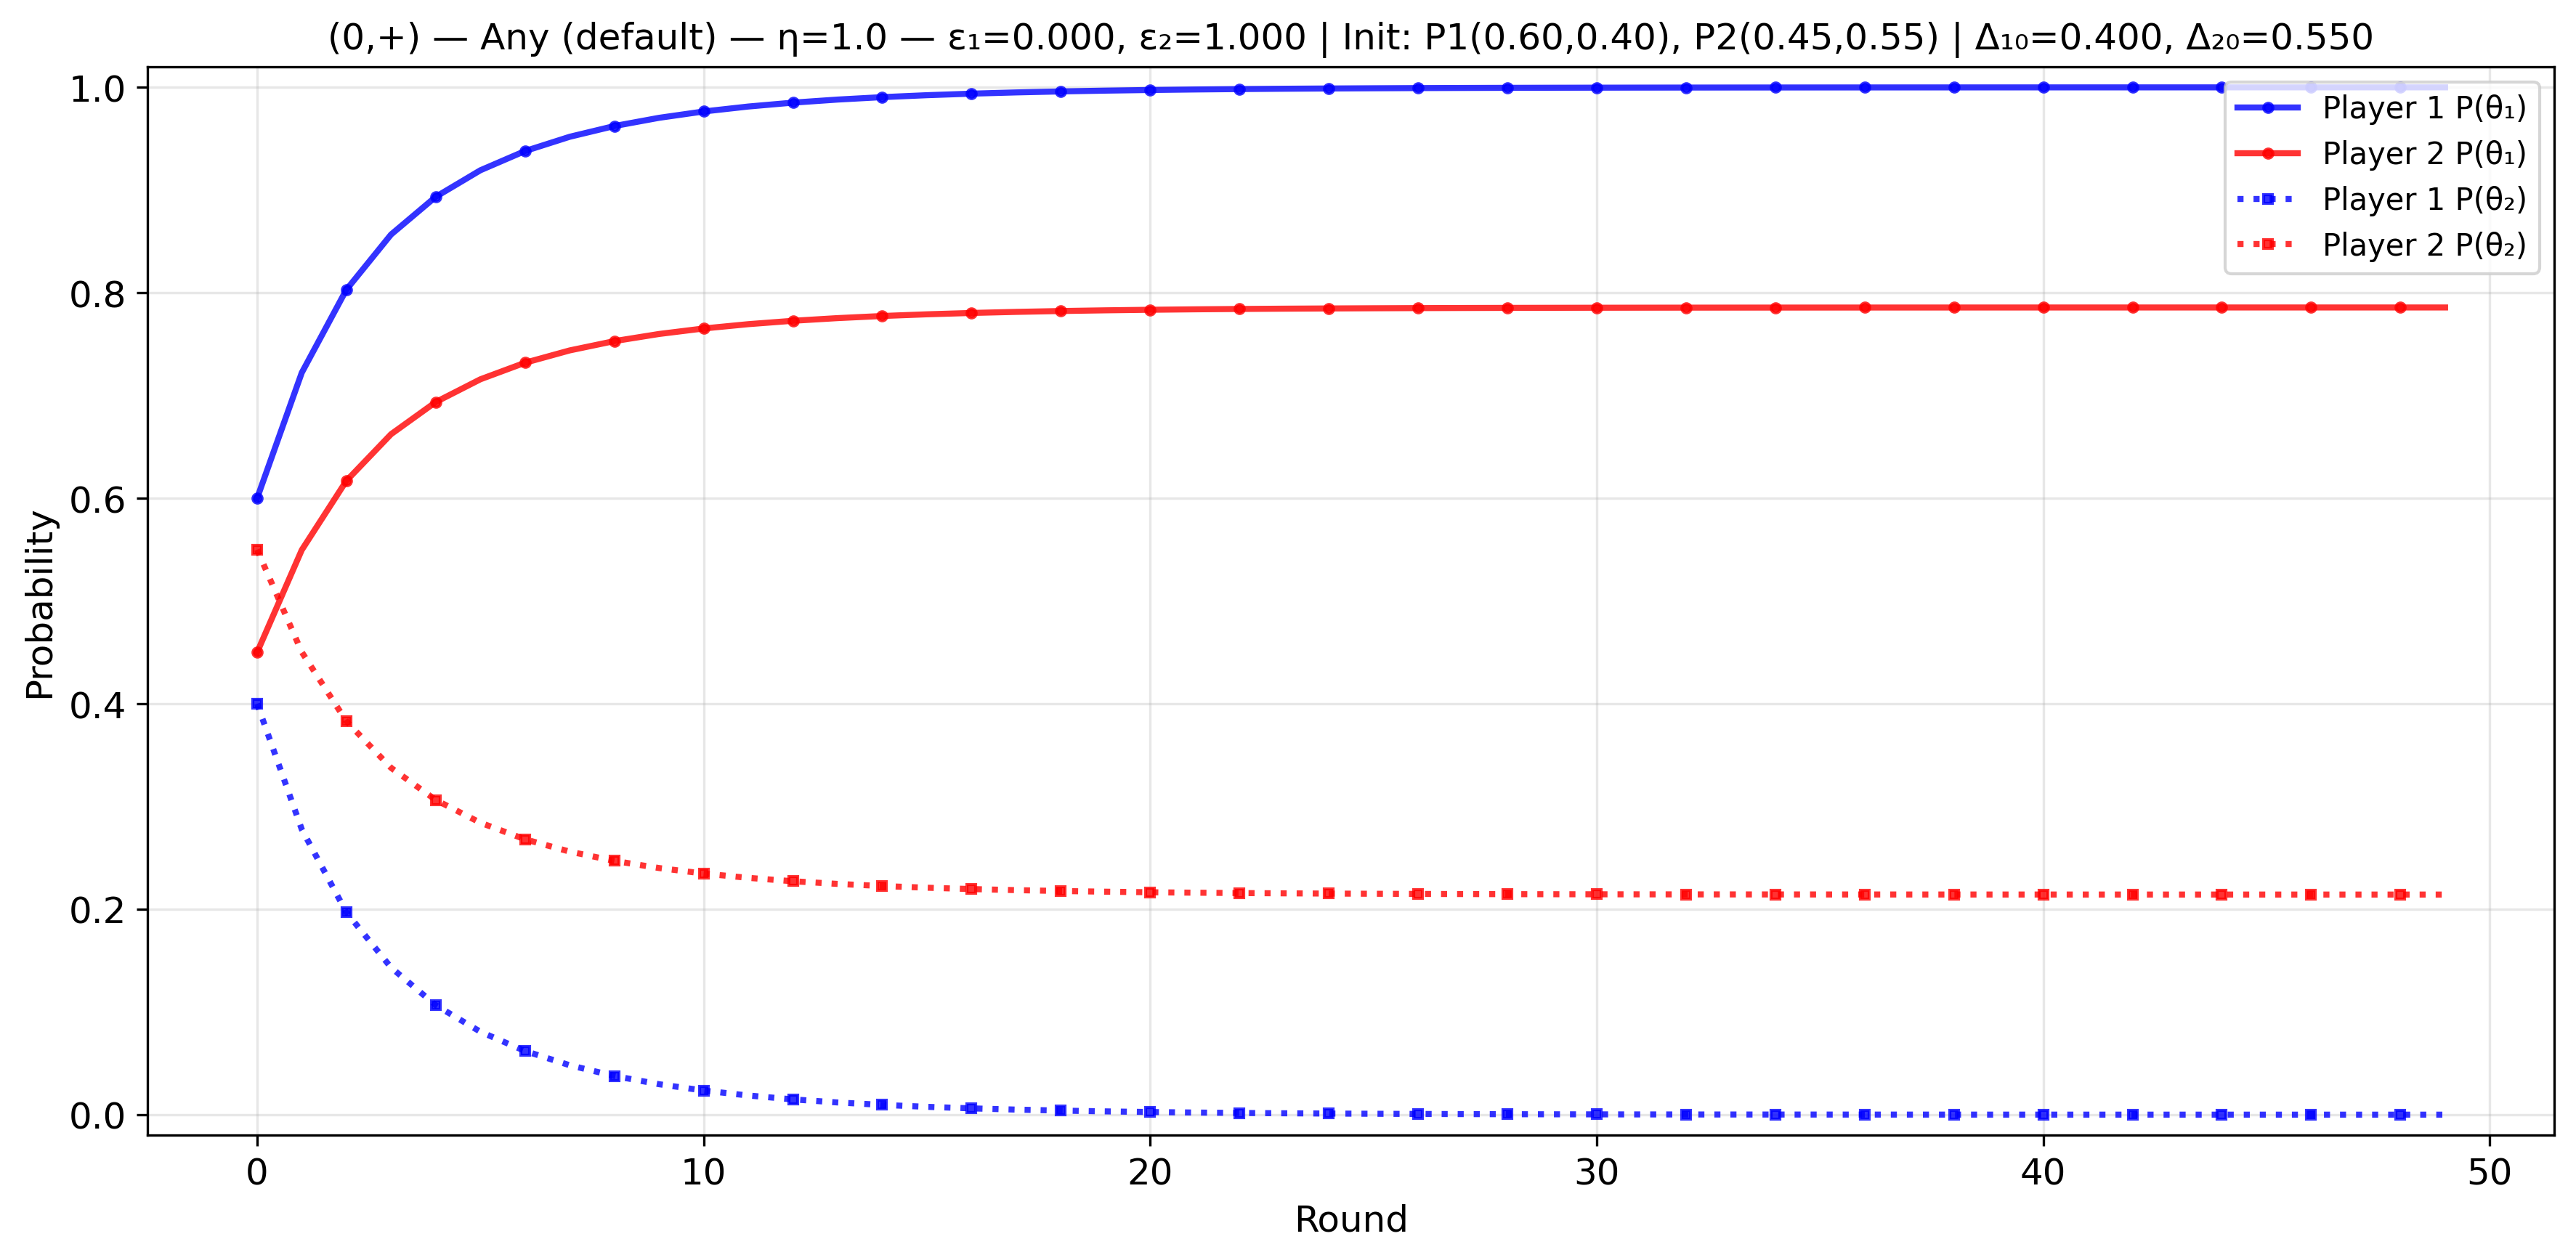 (0,+) — Any (default) — η=1.0 — ε₁=0.000, ε₂=1.000 | Init: P1(0.60,0.40), P2(0.45,0.55) | Δ₁₀=0.400, Δ₂₀=0.550
Player 1 P(θ₁)
Player 2 P(θ₁)
Player 1 P(θ₂)
Player 2 P(θ₂)
Probability
1.0
0.8
0.6
0.4
0.2
0.0
0 10 20 30 40 50
Round